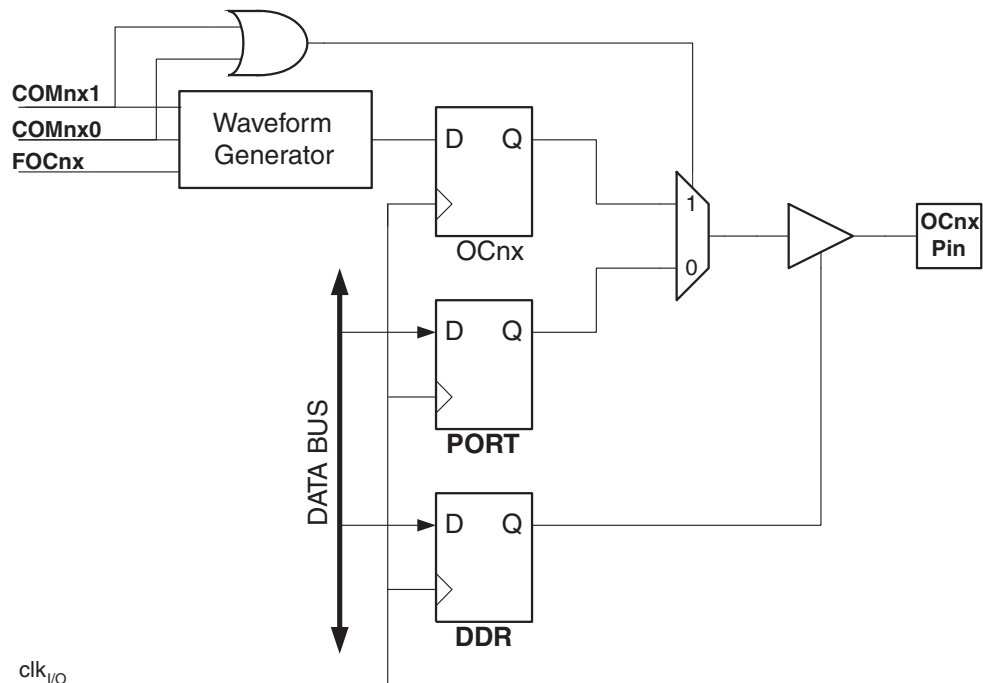 COMnx1
COMnx0
FOCnx
Waveform
Generator
D Q
OCnx
1
0
OCnx
Pin
D Q
PORT
DATA BUS
D Q
DDR
clkI/O